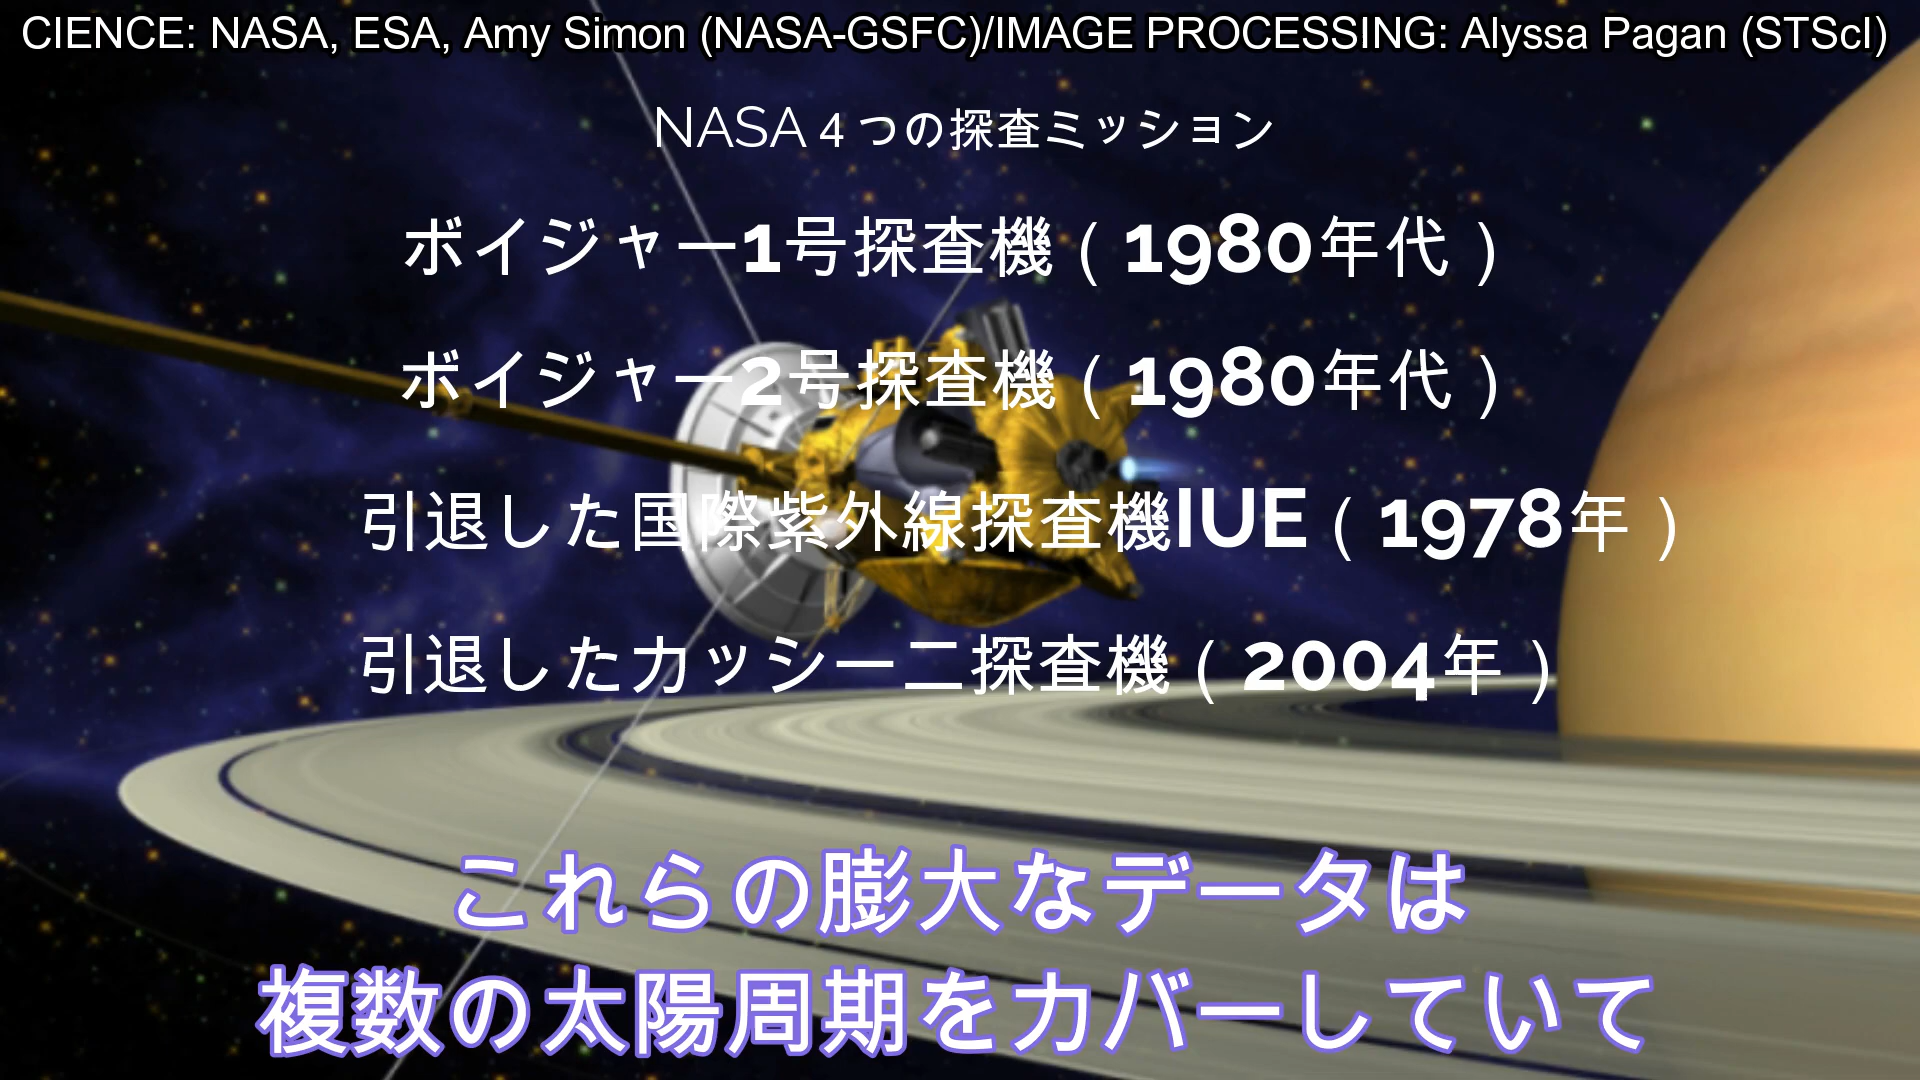 CIENCE: NASA, ESA, Amy Simon (NASA-GSFC)/IMAGE PROCESSING: Alyssa Pagan (STScI)
NASA４つの探査ミッション
ボイジャー1号探査機（1980年代）
ボイジャー2号探査機（1980年代）
引退した国際紫外線探査機IUE（1978年）
引退したカッシーニ探査機（2004年）
これらの膨大なデータは
複数の太陽周期をカバーしていて